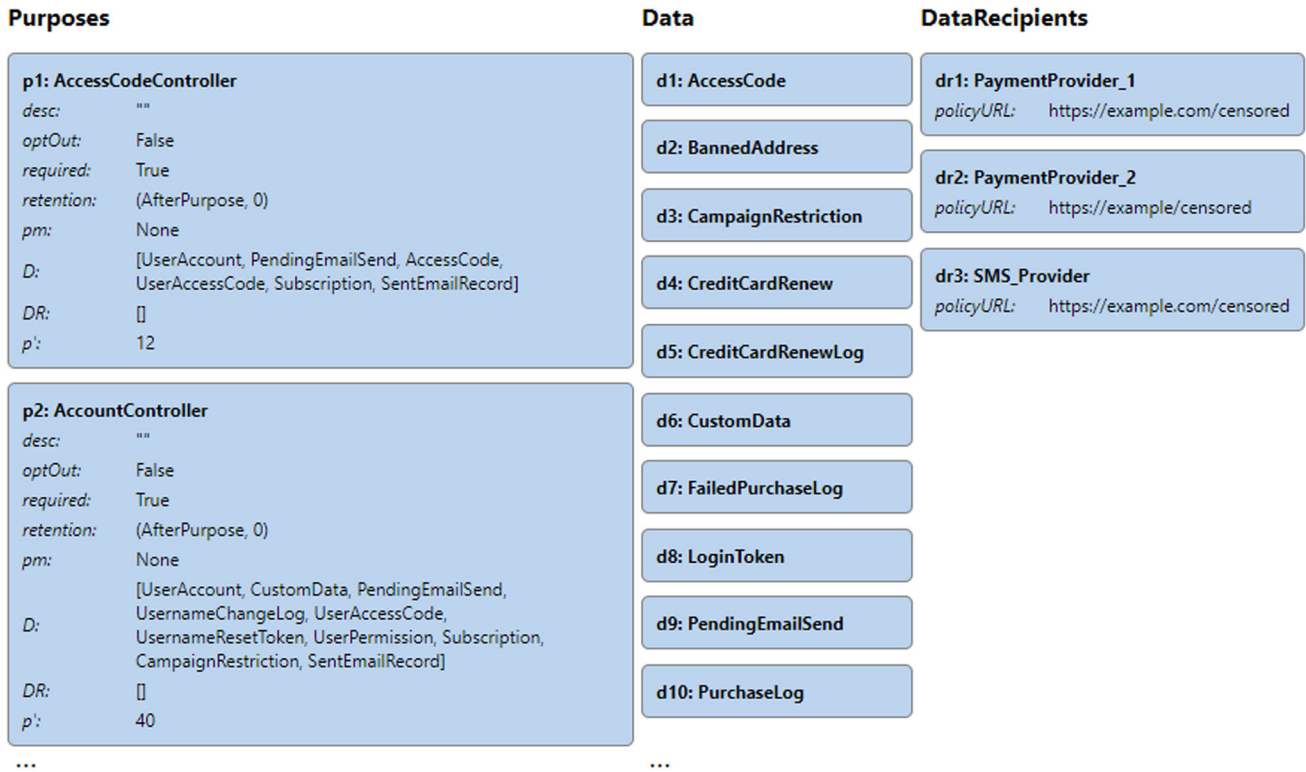 Purposes
p1: AccessCodeController
desc: ""
optOut: False
required: True
retention: (AfterPurpose, 0)
pm: None
D: [UserAccount, PendingEmailSend, AccessCode,
UserAccessCode, Subscription, SentEmailRecord]
DR: []
p': 12
p2: AccountController
desc: ""
optOut: False
required: True
retention: (AfterPurpose, 0)
pm: None
D: [UserAccount, CustomData, PendingEmailSend,
UsernameChangeLog, UserAccessCode,
UsernameResetToken, UserPermission, Subscription,
CampaignRestriction, SentEmailRecord]
DR: []
p': 40
...
Data
d1: AccessCode
d2: BannedAddress
d3: CampaignRestriction
d4: CreditCardRenew
d5: CreditCardRenewLog
d6: CustomData
d7: FailedPurchaseLog
d8: LoginToken
d9: PendingEmailSend
d10: PurchaseLog
...
DataRecipients
dr1: PaymentProvider_1
policyURL: https://example.com/censored
dr2: PaymentProvider_2
policyURL: https://example/censored
dr3: SMS_Provider
policyURL: https://example.com/censored